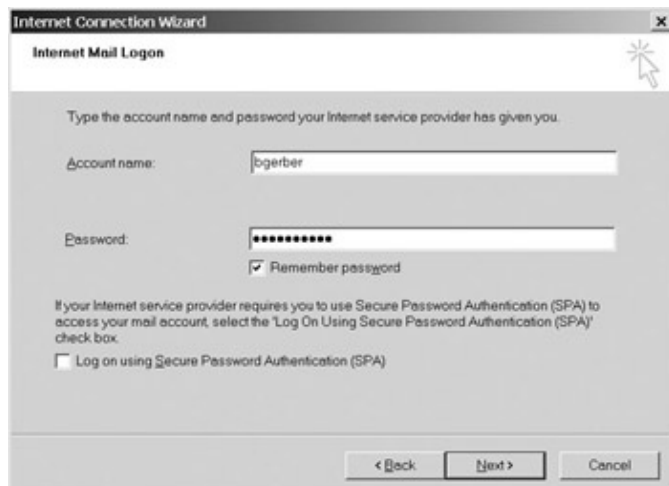 Internet Connection Wizard
Internet Mail Logon
Type the account name and password your Internet service provider has given you.
Account name:
bgerber
Password:
••••••••••
Remember password
If your Internet service provider requires you to use Secure Password Authentication (SPA) to
access your mail account, select the 'Log On Using Secure Password Authentication (SPA)'
check box.
Log on using Secure Password Authentication (SPA)
< Back
Next >
Cancel